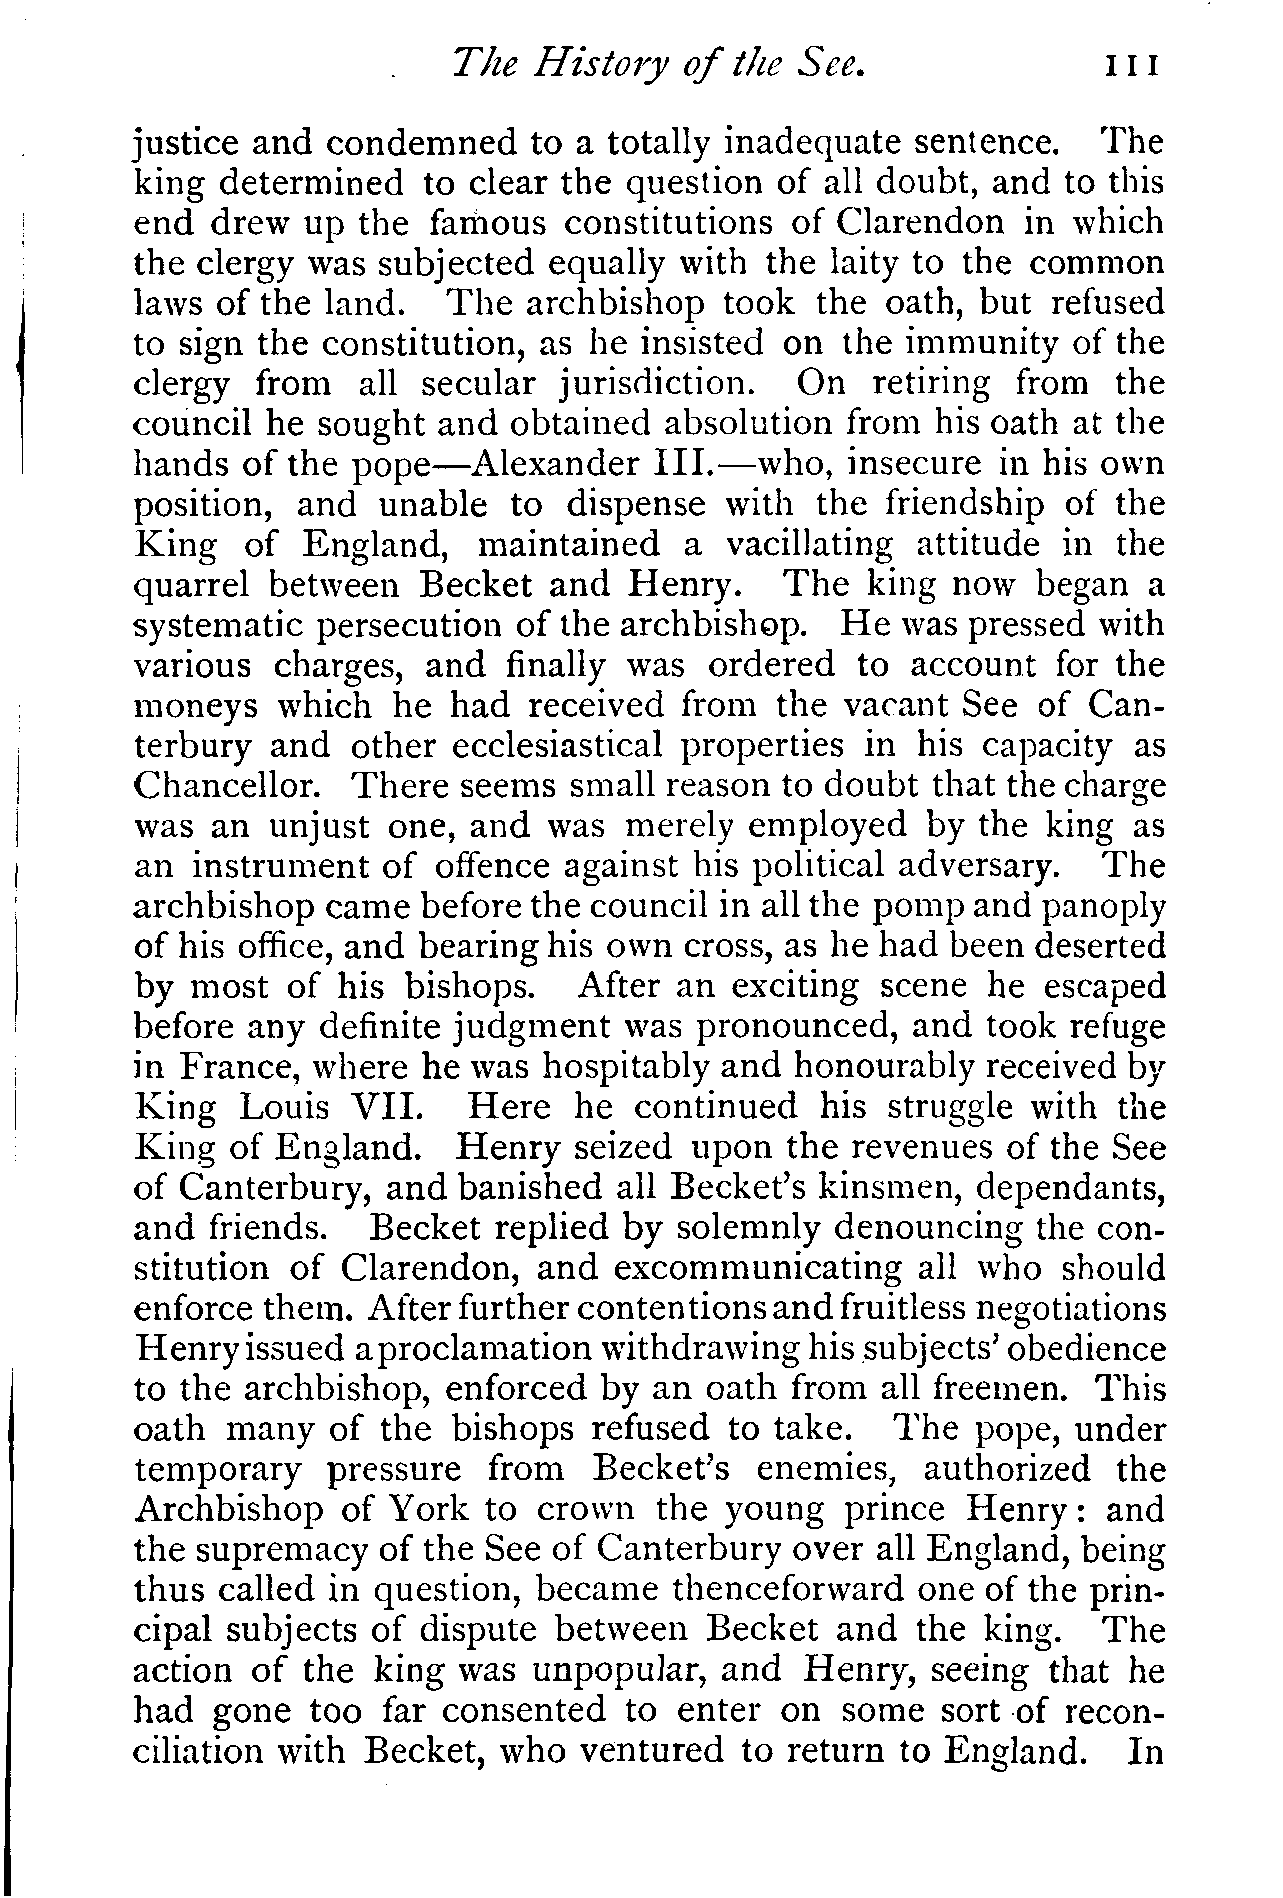 The History of the See. 111
justice and condemned to a totally inadequate sentence. The
king determined to clear the question of all doubt, and to this
end drew up the famous constitutions of Clarendon in which
the clergy was subjected equally with the laity to the common
laws of the land. The archbishop took the oath, but refused
to sign the constitution, as he insisted on the immunity of the
clergy from all secular jurisdiction. On retiring from the
council he sought and obtained absolution from his oath at the
hands of the pope—Alexander III.—who, insecure in his own
position, and unable to dispense with the friendship of the
King of England, maintained a vacillating attitude in the
quarrel between Becket and Henry. The king now began a
systematic persecution of the archbishop. He was pressed with
various charges, and finally was ordered to account for the
moneys which he had received from the vacant See of Can-
terbury and other ecclesiastical properties in his capacity as
Chancellor. There seems small reason to doubt that the charge
was an unjust one, and was merely employed by the king as
an instrument of offence against his political adversary. The
archbishop came before the council in all the pomp and panoply
of his office, and bearing his own cross, as he had been deserted
by most of his bishops. After an exciting scene he escaped
before any definite judgment was pronounced, and took refuge
in France, where he was hospitably and honourably received by
King Louis VII. Here he continued his struggle with the
King of England. Henry seized upon the revenues of the See
of Canterbury, and banished all Becket's kinsmen, dependants,
and friends. Becket replied by solemnly denouncing the con-
stitution of Clarendon, and excommunicating all who should
enforce them. After further contentions and fruitless negotiations
Henry issued a proclamation withdrawing his subjects' obedience
to the archbishop, enforced by an oath from all freemen. This
oath many of the bishops refused to take. The pope, under
temporary pressure from Becket's enemies, authorized the
Archbishop of York to crown the young prince Henry: and
the supremacy of the See of Canterbury over all England, being
thus called in question, became thenceforward one of the prin-
cipal subjects of dispute between Becket and the king. The
action of the king was unpopular, and Henry, seeing that he
had gone too far consented to enter on some sort of recon-
ciliation with Becket, who ventured to return to England. In